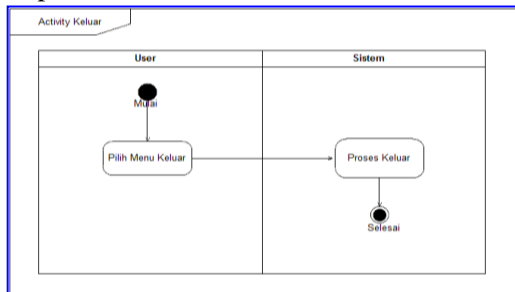 Activity Keluar
User
Sistem
Mulai
Pilih Menu Keluar
Proses Keluar
Selesai